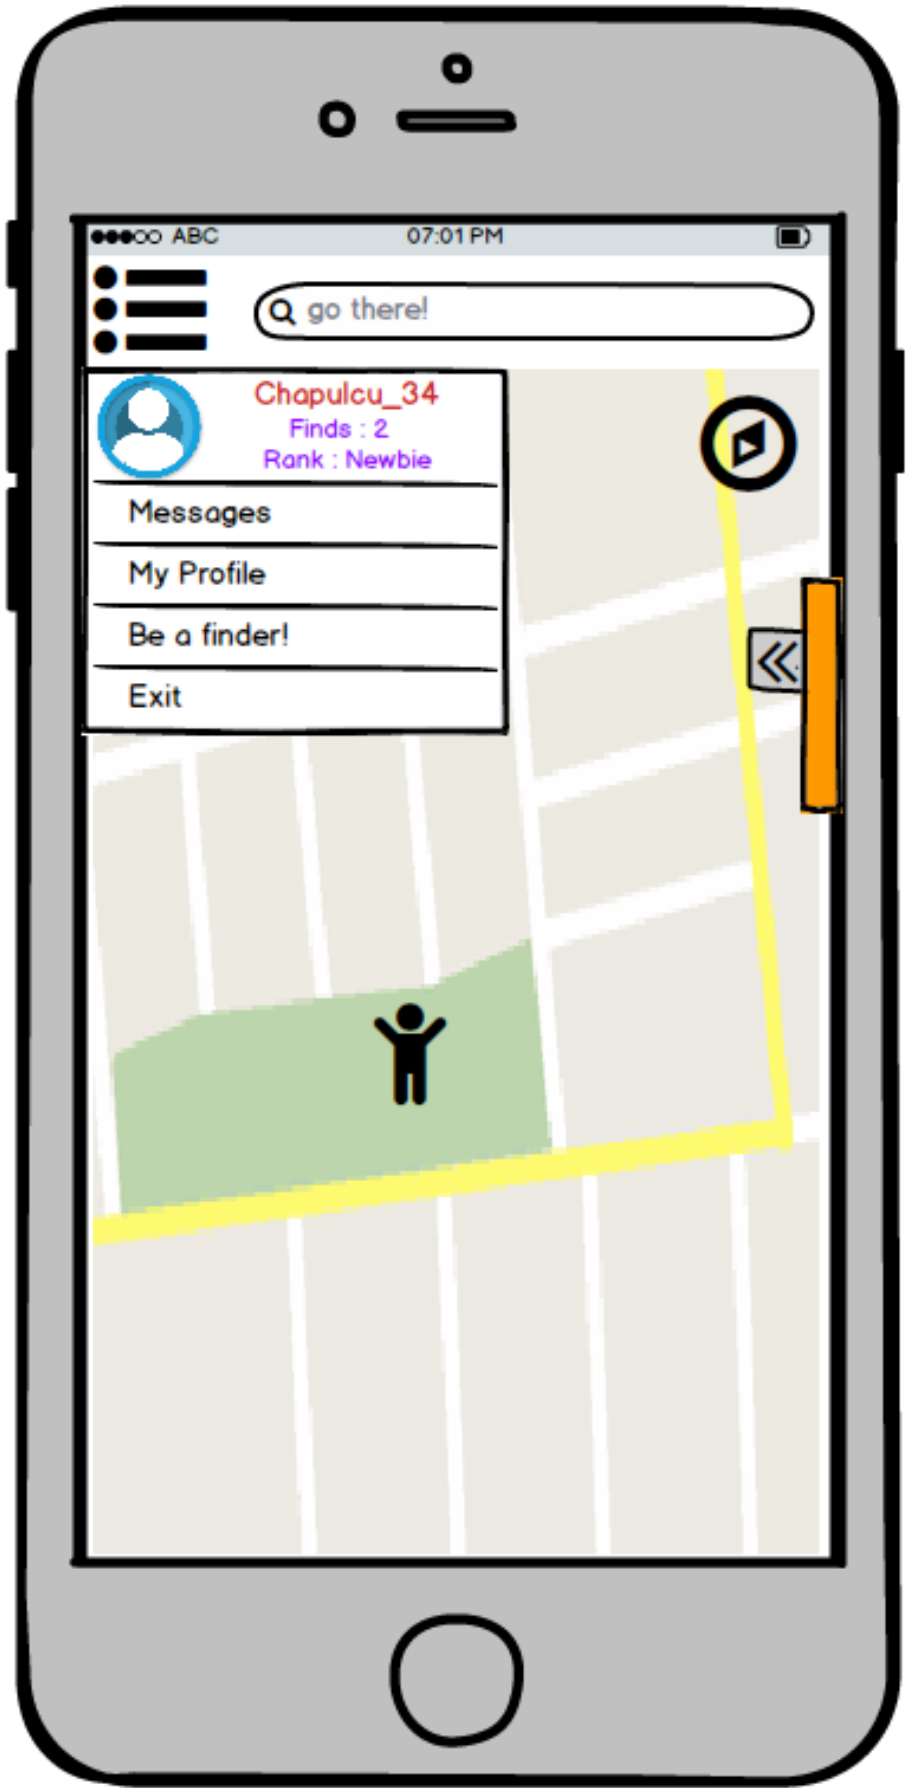 ABC 07:01 PM
go there!
Chapulcu_34
Finds : 2
Rank : Newbie
Messages
My Profile
Be a finder!
Exit